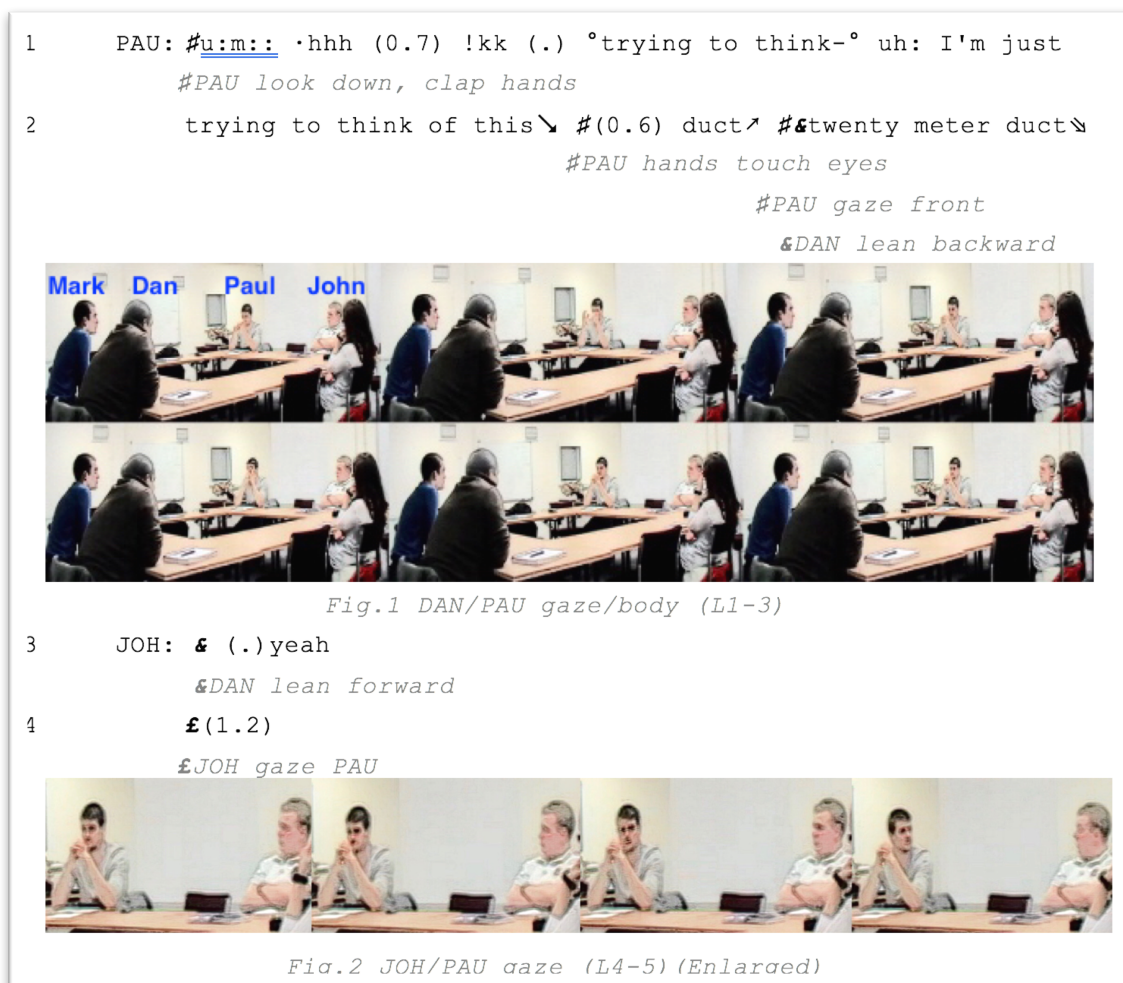 1 PAU: #u:m:: ·hhh (0.7) !kk (.) °trying to think-° uh: I'm just
#PAU look down, clap hands
2 trying to think of this↘ #(0.6) duct↗ #&twenty meter duct⇘
#PAU hands touch eyes
#PAU gaze front
&DAN lean backward
Mark Dan Paul John
Fig.1 DAN/PAU gaze/body (L1-3)
3 JOH: & (.)yeah
&DAN lean forward
4 £(1.2)
£JOH gaze PAU
Fig.2 JOH/PAU gaze (L4-5)(Enlarged)